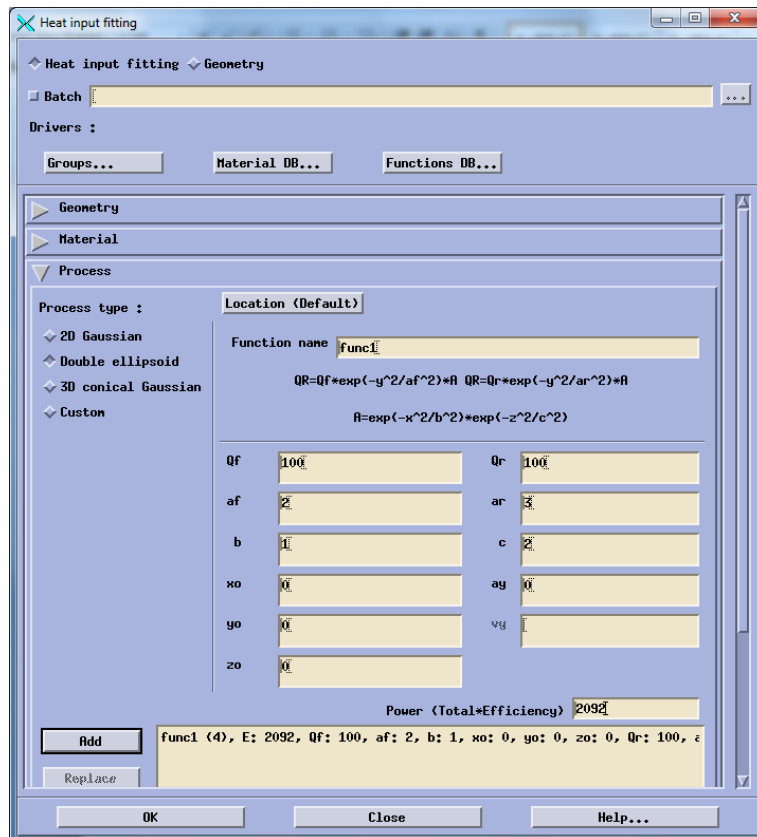 Heat input fitting
Heat input fitting Geometry
Batch ...
Drivers :
Groups... Material DB... Functions DB...
Geometry
Material
Process
Process type : Location (Default)
2D Gaussian
Double ellipsoid
3D conical Gaussian
Custom
Function name func1
QR=Qf*exp(-y^2/af^2)*A QR=Qr*exp(-y^2/ar^2)*A
A=exp(-x^2/b^2)*exp(-z^2/c^2)
Qf 100 Qr 100
af 2 ar 3
b 1 c 2
xo 0 ay 0
yo 0 vy
zo 0
Power (Total*Efficiency) 2092
Add func1 (4), E: 2092, Qf: 100, af: 2, b: 1, xo: 0, yo: 0, zo: 0, Qr: 100, a
Replace
OK Close Help...